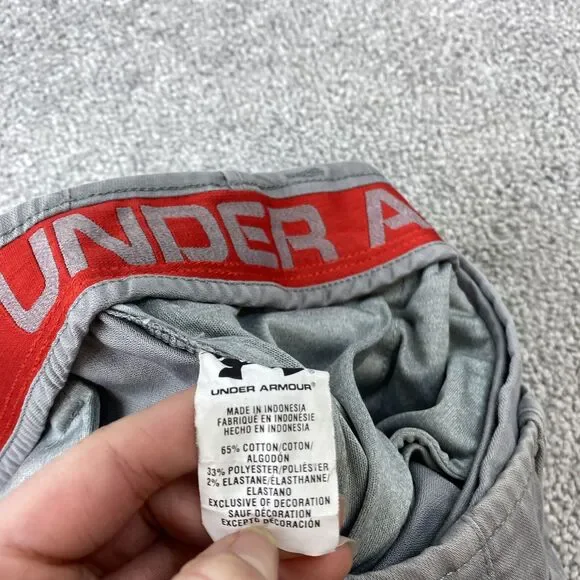 UNDER A
UNDER ARMOUR®
MADE IN INDONESIA
FABRIQUÉ EN INDONÉSIE
HECHO EN INDONESIA
65% COTTON/COTON/
ALGODÓN
33% POLYESTER/POLIÉSTER
2% ELASTANE/ÉLASTHANNE/
ELASTANO
EXCLUSIVE OF DECORATION
SAUF DÉCORATION
EXCEPTO DECORACIÓN